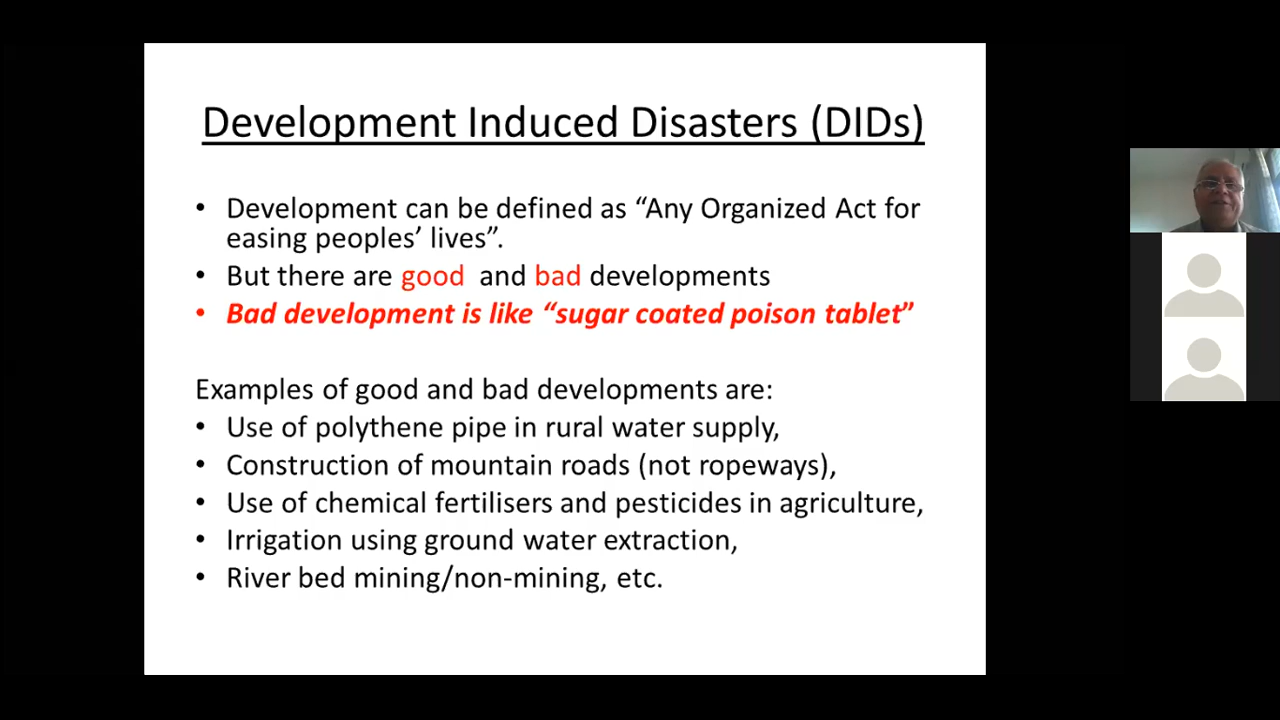 Development Induced Disasters (DIDs)
• Development can be defined as “Any Organized Act for
easing peoples’ lives”.
• But there are good and bad developments
• Bad development is like “sugar coated poison tablet”
Examples of good and bad developments are:
• Use of polythene pipe in rural water supply,
• Construction of mountain roads (not ropeways),
• Use of chemical fertilisers and pesticides in agriculture,
• Irrigation using ground water extraction,
• River bed mining/non-mining, etc.